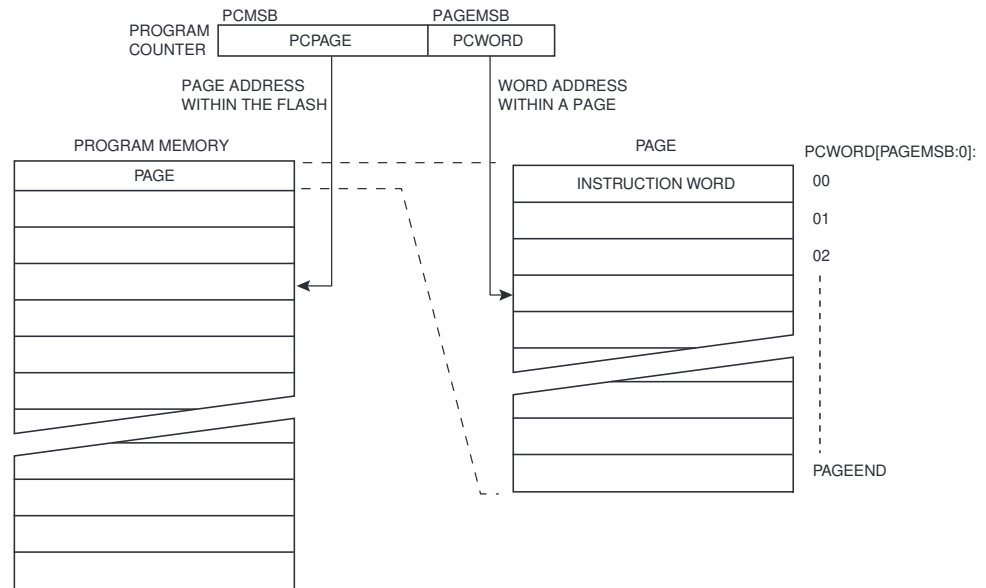 PCMSB
PAGEMSB
PROGRAM
COUNTER
PCPAGE
PCWORD
PAGE ADDRESS
WITHIN THE FLASH
WORD ADDRESS
WITHIN A PAGE
PROGRAM MEMORY
PAGE
PAGE
INSTRUCTION WORD
PCWORD[PAGEMSB:0]:
00
01
02
PAGEEND